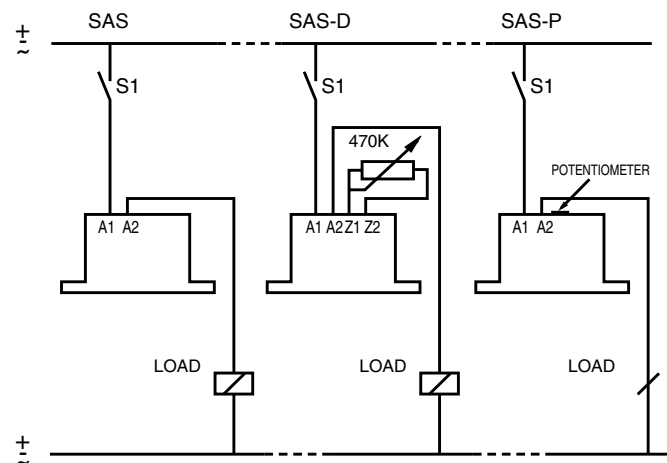 SAS SAS-D SAS-P
±
~
S1 S1 S1
470K
POTENTIOMETER
A1 A2 A1 A2 Z1 Z2 A1 A2
LOAD LOAD LOAD
±
~